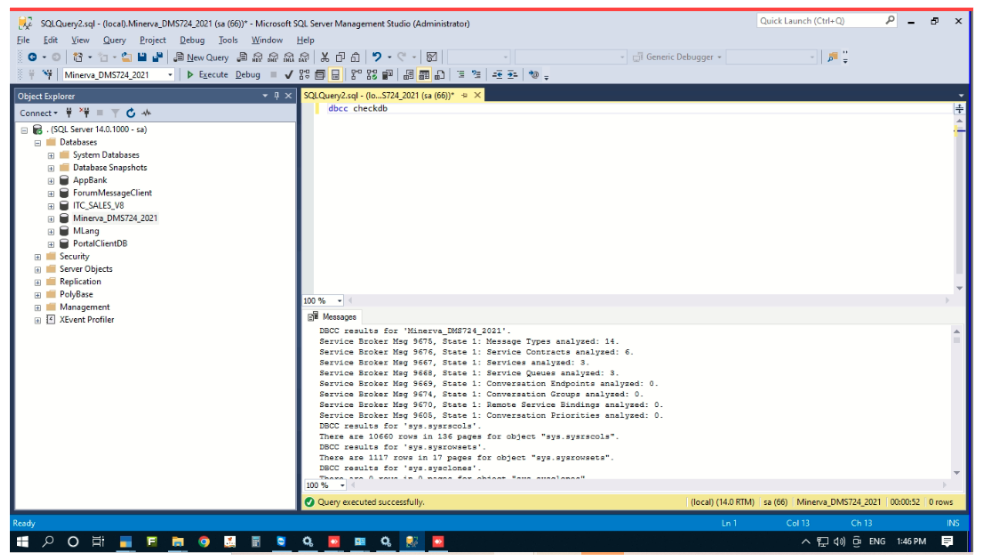 SQLQuery2.sql - (local).Minerva_DMS724_2021 (sa (66))* - Microsoft SQL Server Management Studio (Administrator)
Quick Launch (Ctrl+Q)
File Edit View Query Project Debug Tools Window Help
New Query
Generic Debugger
Minerva_DMS724_2021 Execute Debug
Object Explorer
SQLQuery2.sql - (lo...S724_2021 (sa (66))*
Connect
dbcc checkdb
. (SQL Server 14.0.1000 - sa)
Databases
System Databases
Database Snapshots
AppBank
ForumMessageClient
ITC_SALES_V8
Minerva_DMS724_2021
MLang
PortalClientDB
Security
Server Objects
Replication
PolyBase
Management
XEvent Profiler
100 %
Messages
DBCC results for 'Minerva_DMS724_2021'.
Service Broker Msg 9675, State 1: Message Types analyzed: 14.
Service Broker Msg 9676, State 1: Service Contracts analyzed: 6.
Service Broker Msg 9667, State 1: Services analyzed: 3.
Service Broker Msg 9668, State 1: Service Queues analyzed: 3.
Service Broker Msg 9669, State 1: Conversation Endpoints analyzed: 0.
Service Broker Msg 9674, State 1: Conversation Groups analyzed: 0.
Service Broker Msg 9670, State 1: Remote Service Bindings analyzed: 0.
Service Broker Msg 9605, State 1: Conversation Priorities analyzed: 0.
DBCC results for 'sys.sysrscols'.
There are 10660 rows in 136 pages for object "sys.sysrscols".
DBCC results for 'sys.sysrowsets'.
There are 1117 rows in 17 pages for object "sys.sysrowsets".
DBCC results for 'sys.sysclones'.
There are 0 rows in 0 pages for object "sys.sysclones".
100 %
Query executed successfully. (local) (14.0 RTM) sa (66) Minerva_DMS724_2021 00:00:52 0 rows
Ready Ln 1 Col 13 Ch 13 INS
ENG 1:46 PM